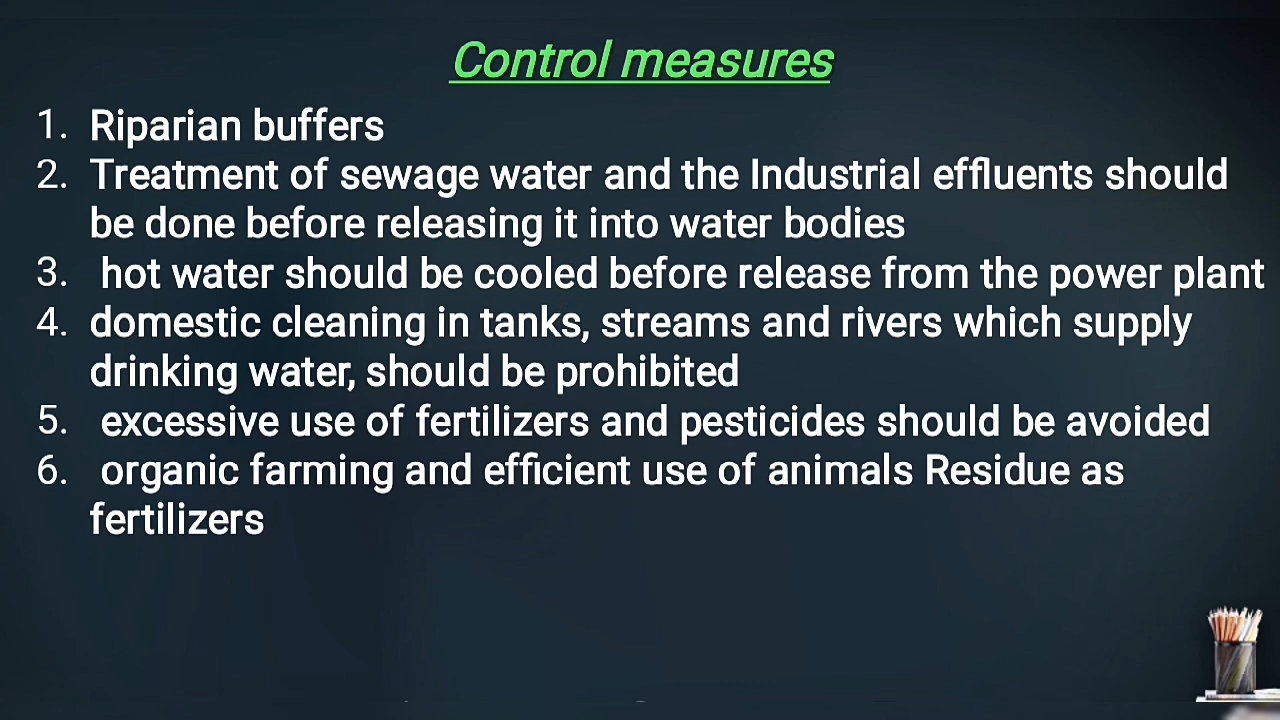 Control measures
1. Riparian buffers
2. Treatment of sewage water and the Industrial effluents should
be done before releasing it into water bodies
3. hot water should be cooled before release from the power plant
4. domestic cleaning in tanks, streams and rivers which supply
drinking water, should be prohibited
5. excessive use of fertilizers and pesticides should be avoided
6. organic farming and efficient use of animals Residue as
fertilizers